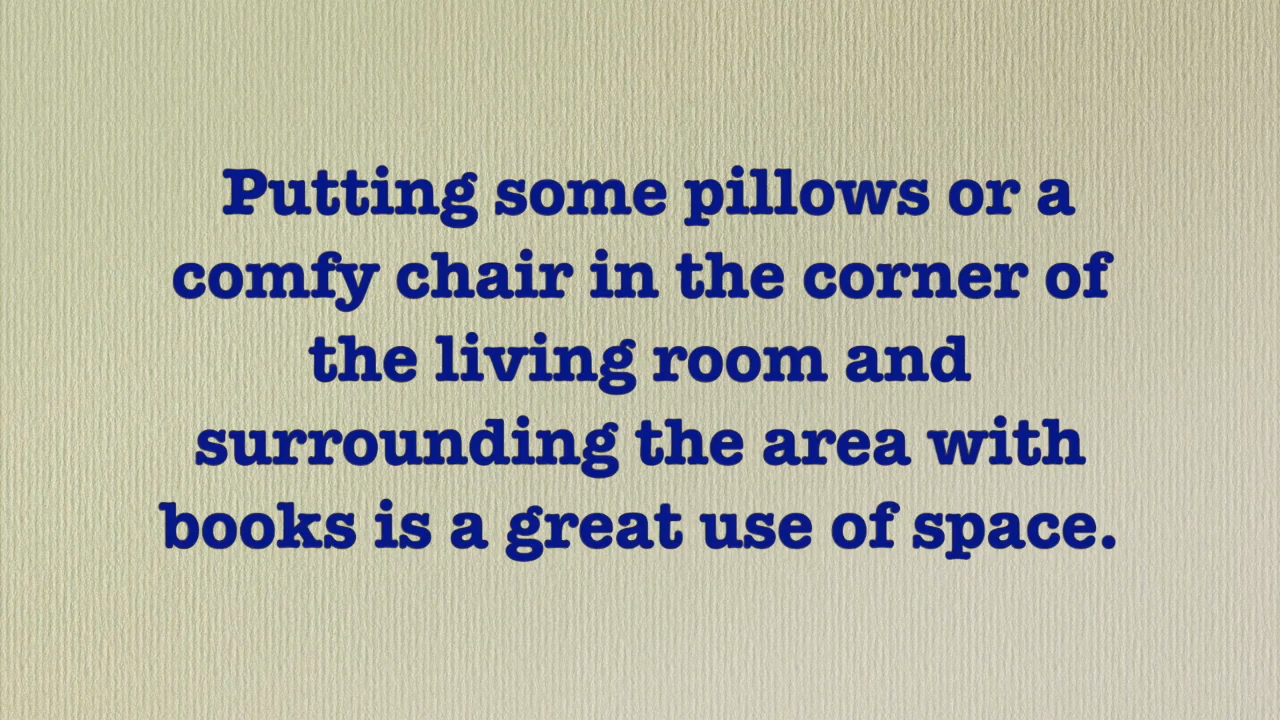 Putting some pillows or a
comfy chair in the corner of
the living room and
surrounding the area with
books is a great use of space.